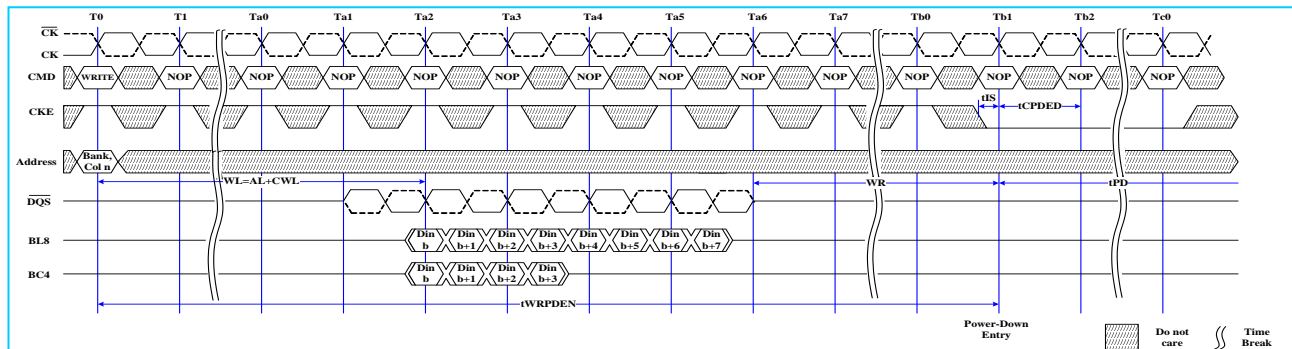 T0 T1 Ta0 Ta1 Ta2 Ta3 Ta4 Ta5 Ta6 Ta7 Tb0 Tb1 Tb2 Tc0
CK
CK
CMD WRITE NOP NOP NOP NOP NOP NOP NOP NOP NOP NOP NOP NOP NOP
tIS
tCPDED
CKE
Address Bank, Col n
WL=AL+CWL WR tPD
DQS
BL8 Din b Din b+1 Din b+2 Din b+3 Din b+4 Din b+5 Din b+6 Din b+7
BC4 Din b Din b+1 Din b+2 Din b+3
tWRPDEN
Power-Down
Entry
Do not
care
Time
Break